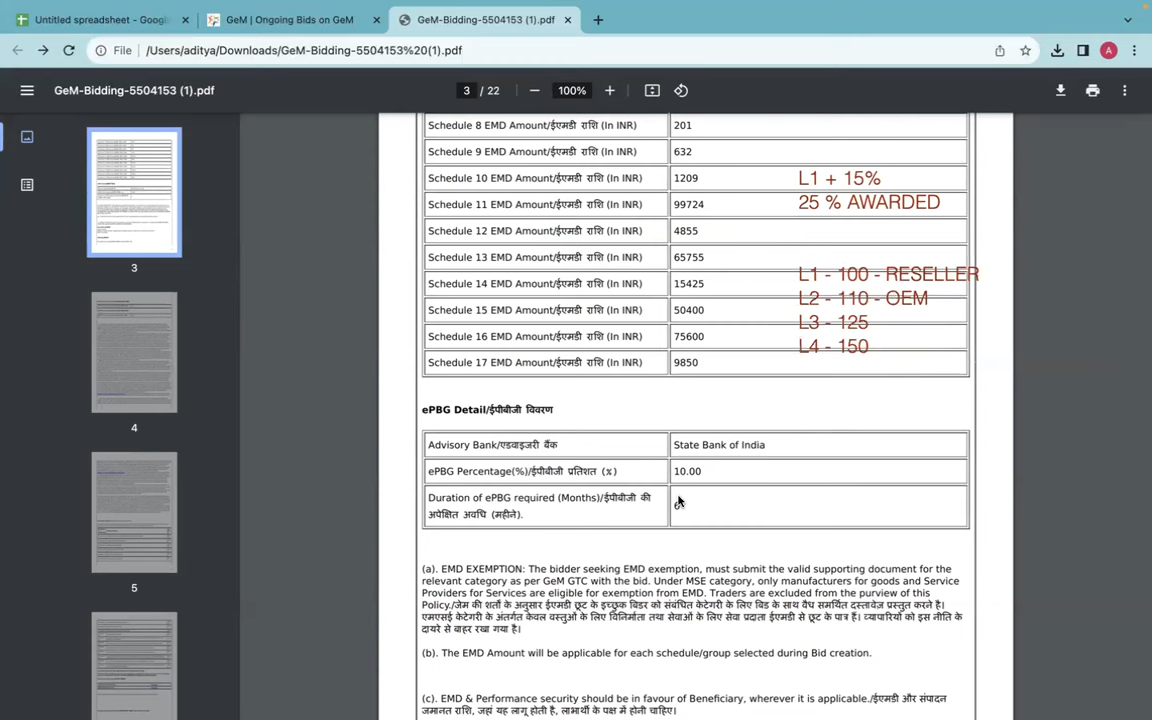 Untitled spreadsheet - Google
GeM | Ongoing Bids on GeM
GeM-Bidding-5504153 (1).pdf
File /Users/aditya/Downloads/GeM-Bidding-5504153%20(1).pdf
A
GeM-Bidding-5504153 (1).pdf
3 / 22
100%
3
4
5
Schedule 8 EMD Amount/ईएमडी राशि (In INR) 201
Schedule 9 EMD Amount/ईएमडी राशि (In INR) 632
Schedule 10 EMD Amount/ईएमडी राशि (In INR) 1209
L1 + 15%
Schedule 11 EMD Amount/ईएमडी राशि (In INR) 99724
25 % AWARDED
Schedule 12 EMD Amount/ईएमडी राशि (In INR) 4855
Schedule 13 EMD Amount/ईएमडी राशि (In INR) 65755
L1 - 100 - RESELLER
Schedule 14 EMD Amount/ईएमडी राशि (In INR) 15425
L2 - 110 - OEM
Schedule 15 EMD Amount/ईएमडी राशि (In INR) 50400
L3 - 125
Schedule 16 EMD Amount/ईएमडी राशि (In INR) 75600
L4 - 150
Schedule 17 EMD Amount/ईएमडी राशि (In INR) 9850
ePBG Detail/ईपीबीजी विवरण
Advisory Bank/एडवाइजरी बैंक State Bank of India
ePBG Percentage(%)/ईपीबीजी प्रतिशत (%) 10.00
Duration of ePBG required (Months)/ईपीबीजी की
अपेक्षित अवधि (महीने).
(a). EMD EXEMPTION: The bidder seeking EMD exemption, must submit the valid supporting document for the
relevant category as per GeM GTC with the bid. Under MSE category, only manufacturers for goods and Service
Providers for Services are eligible for exemption from EMD. Traders are excluded from the purview of this
Policy./जेम की शर्तों के अनुसार ईएमडी छूट के इच्छुक बिडर को संबंधित केटेगरी के लिए बिड के साथ वैध समर्थित दस्तावेज़ प्रस्तुत करने है।
एमएसई केटेगरी के अंतर्गत केवल वस्तुओं के लिए विनिर्माता तथा सेवाओं के लिए सेवा प्रदाता ईएमडी से छूट के पात्र हैं। व्यापारियों को इस नीति के
दायरे से बाहर रखा गया है।
(b). The EMD Amount will be applicable for each schedule/group selected during Bid creation.
(c). EMD & Performance security should be in favour of Beneficiary, wherever it is applicable./ईएमडी और संपादन
जमानत राशि, जहां यह लागू होती है, लाभार्थी के पक्ष में होनी चाहिए।